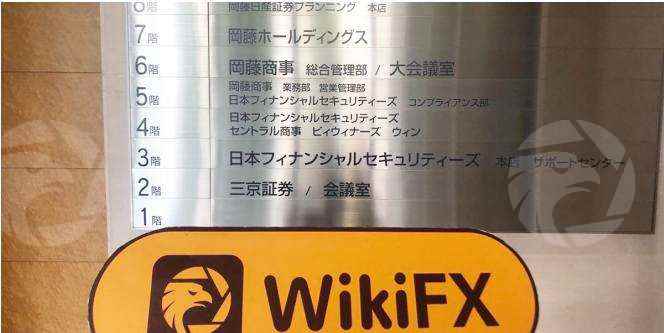 8階 岡藤日産証券プランニング 本店
7階 岡藤ホールディングス
6階 岡藤商事 総合管理部 / 大会議室
岡藤商事 業務部 営業管理部
5階 日本フィナンシャルセキュリティーズ コンプライアンス部
日本フィナンシャルセキュリティーズ
4階 セントラル商事 ビィウィナーズ ウィン
3階 日本フィナンシャルセキュリティーズ 本店 サポートセンター
2階 三京証券 / 会議室
1階
WikiFX